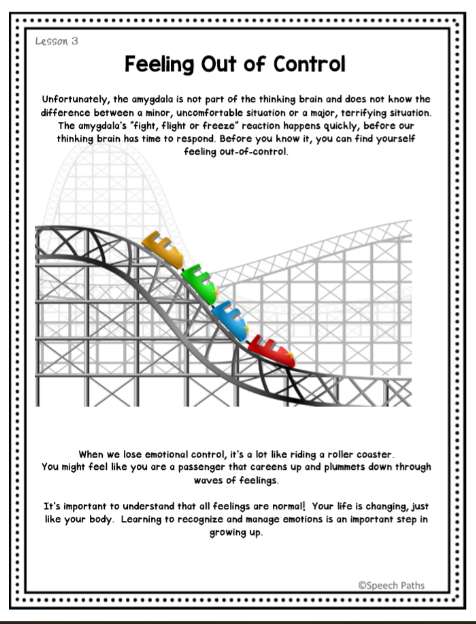 Lesson 3
Feeling Out of Control
Unfortunately, the amygdala is not part of the thinking brain and does not know the
difference between a minor, uncomfortable situation or a major, terrifying situation.
The amygdala's "fight, flight or freeze" reaction happens quickly, before our
thinking brain has time to respond. Before you know it, you can find yourself
feeling out-of-control.
When we lose emotional control, it's a lot like riding a roller coaster.
You might feel like you are a passenger that careens up and plummets down through
waves of feelings.
It's important to understand that all feelings are normal! Your life is changing, just
like your body. Learning to recognize and manage emotions is an important step in
growing up.
©Speech Paths